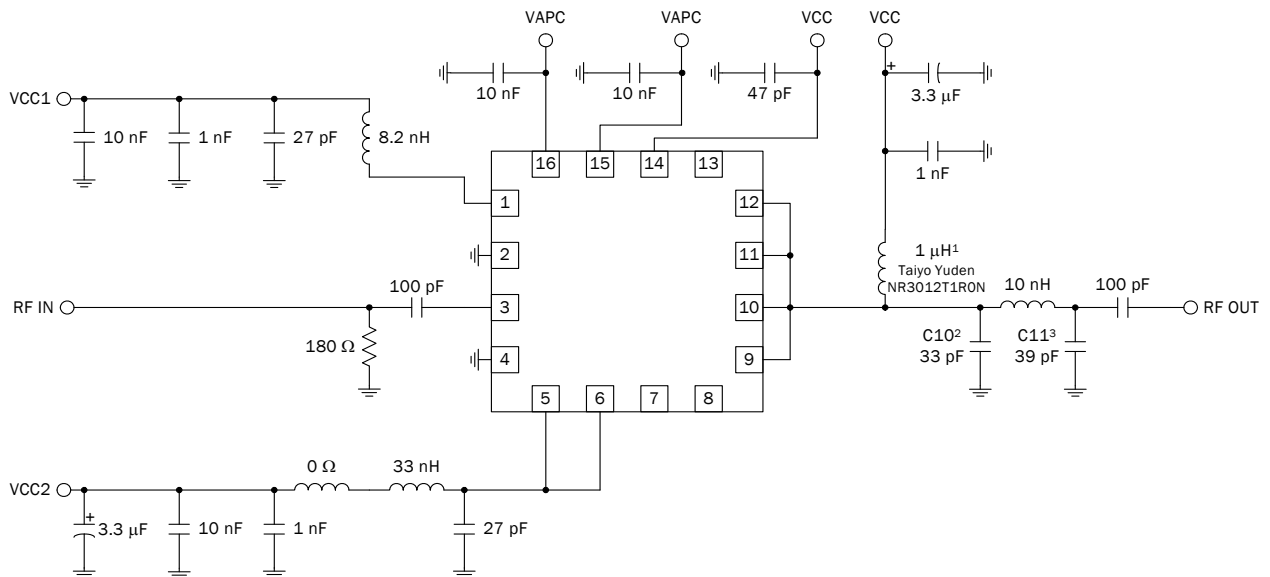 VAPC
VAPC
VCC
VCC
10 nF
10 nF
47 pF
+
3.3 μF
VCC1
10 nF
1 nF
27 pF
8.2 nH
1 nF
16
15
14
13
1
12
2
11
1 μH¹
Taiyo Yuden
NR3012T1R0N
100 pF
10 nH
100 pF
RF IN
3
10
RF OUT
180 Ω
C10²
33 pF
C11³
39 pF
4
9
5
6
7
8
0 Ω
33 nH
VCC2
+
3.3 μF
10 nF
1 nF
27 pF